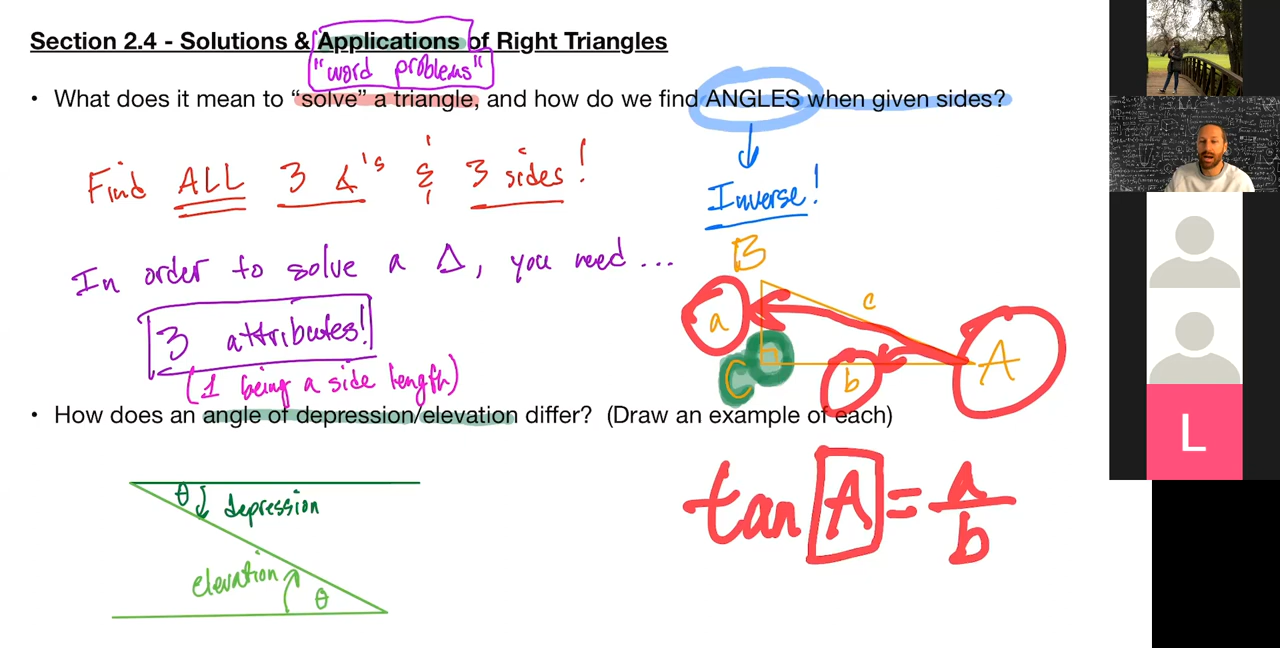 Section 2.4 - Solutions & Applications of Right Triangles
"word problems"
• What does it mean to "solve" a triangle, and how do we find ANGLES when given sides?
Find ALL 3 ∡'s & 3 sides!
Inverse!
In order to solve a Δ, you need ...
3 attributes!
(1 being a side length)
B
a
c
C
b
A
• How does an angle of depression/elevation differ? (Draw an example of each)
θ depression
elevation θ
tan A = a/b
L